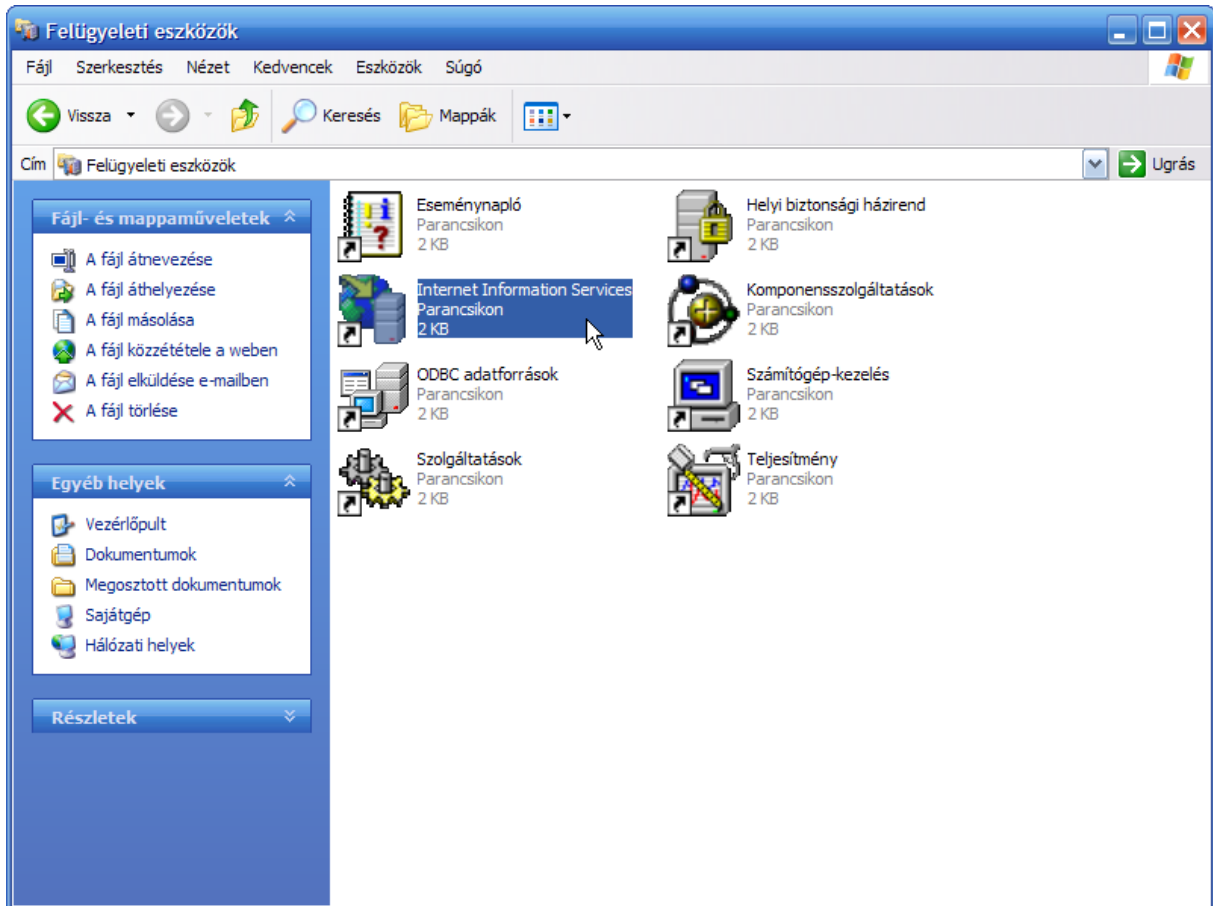 Felügyeleti eszközök
Fájl Szerkesztés Nézet Kedvencek Eszközök Súgó
Vissza Keresés Mappák
Cím Felügyeleti eszközök Ugrás
Fájl- és mappaműveletek
A fájl átnevezése
A fájl áthelyezése
A fájl másolása
A fájl közzététele a weben
A fájl elküldése e-mailben
A fájl törlése
Egyéb helyek
Vezérlőpult
Dokumentumok
Megosztott dokumentumok
Sajátgép
Hálózati helyek
Részletek
Eseménynapló
Parancsikon
2 KB
Helyi biztonsági házirend
Parancsikon
2 KB
Internet Information Services
Parancsikon
2 KB
Komponensszolgáltatások
Parancsikon
2 KB
ODBC adatforrások
Parancsikon
2 KB
Számítógép-kezelés
Parancsikon
2 KB
Szolgáltatások
Parancsikon
2 KB
Teljesítmény
Parancsikon
2 KB